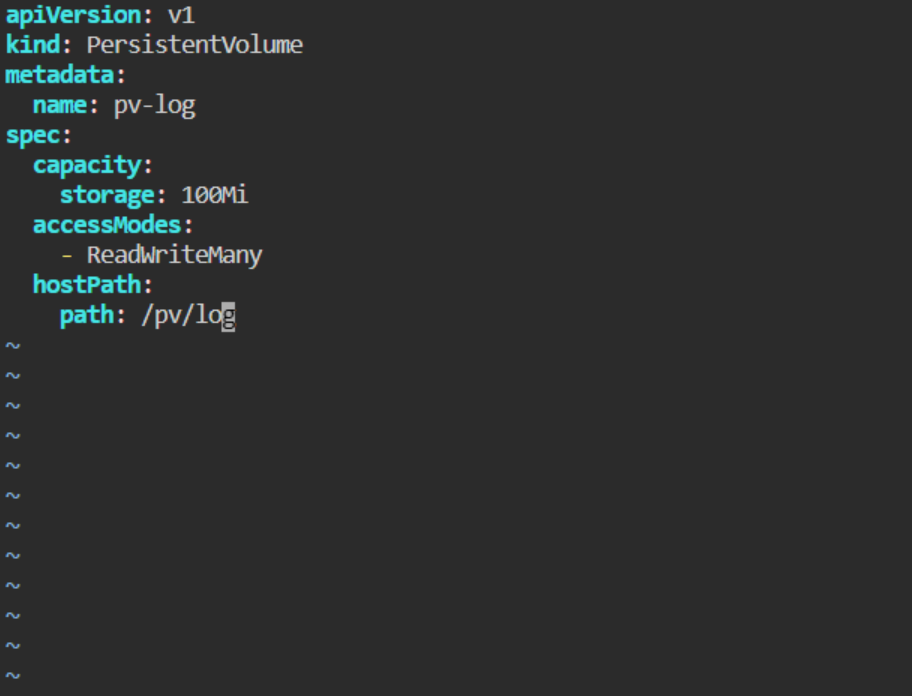 apiVersion: v1
kind: PersistentVolume
metadata:
  name: pv-log
spec:
  capacity:
    storage: 100Mi
  accessModes:
    - ReadWriteMany
  hostPath:
    path: /pv/log
~
~
~
~
~
~
~
~
~
~
~
~